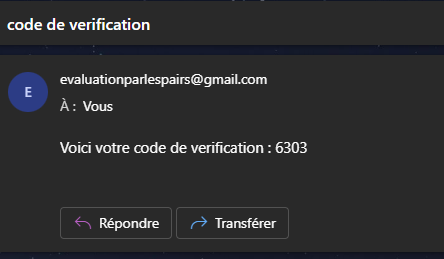 code de verification
E
evaluationparlespairs@gmail.com
À : Vous
Voici votre code de verification : 6303
Répondre
Transférer